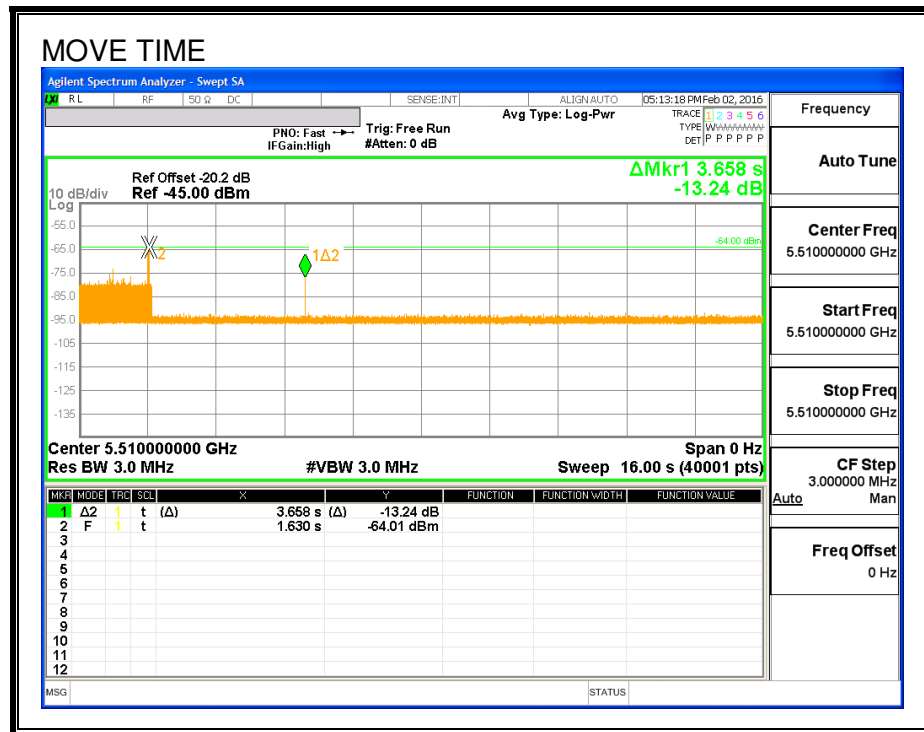 MOVE TIME
Agilent Spectrum Analyzer - Swept SA
LXI RL RF 50 Ω DC SENSE:INT ALIGN AUTO 05:13:18 PM Feb 02, 2016
Avg Type: Log-Pwr
TRACE 1 2 3 4 5 6
PNO: Fast Trig: Free Run
TYPE WWWWWW
IFGain:High #Atten: 0 dB
DET P P P P P P
ΔMkr1 3.658 s
-13.24 dB
Ref Offset -20.2 dB
10 dB/div Ref -45.00 dBm
Log
-55.0
-65.0
-75.0
-85.0
-95.0
-105
-115
-125
-135
-64.00 dBm
2
1Δ2
Center 5.510000000 GHz Span 0 Hz
Res BW 3.0 MHz #VBW 3.0 MHz Sweep 16.00 s (40001 pts)
MKR MODE TRC SCL X Y FUNCTION FUNCTION WIDTH FUNCTION VALUE
1 Δ2 1 t (Δ) 3.658 s (Δ) -13.24 dB
2 F 1 t 1.630 s -64.01 dBm
3
4
5
6
7
8
9
10
11
12
MSG STATUS
Frequency
Auto Tune
Center Freq
5.510000000 GHz
Start Freq
5.510000000 GHz
Stop Freq
5.510000000 GHz
CF Step
3.000000 MHz
Auto Man
Freq Offset
0 Hz